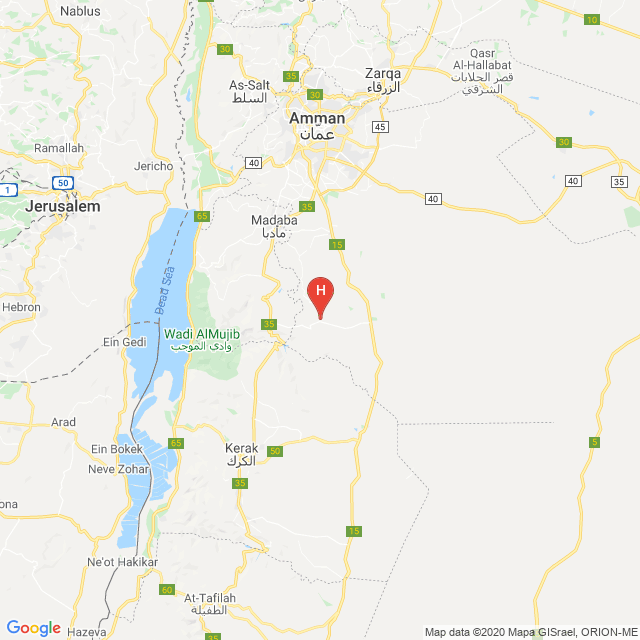 Nablus
10
Qasr
Al-Hallabat
قصر الحلابات
الشرقي
30
Zarqa
الزرقاء
35
As-Salt
السلط
30
Amman
عمّان
45
30
Ramallah
Jericho
40
50
1
40
35
Jerusalem
40
35
65
Madaba
مادبا
15
Dead Sea
H
Hebron
35
Wadi AlMujib
وادي الموجب
Ein Gedi
Arad
65
5
Ein Bokek
Kerak
الكرك
50
Neve Zohar
35
ona
15
Ne'ot Hakikar
60
At-Tafilah
الطفيلة
35
Hazeva
Google
Map data ©2020 Mapa GISrael, ORION-ME